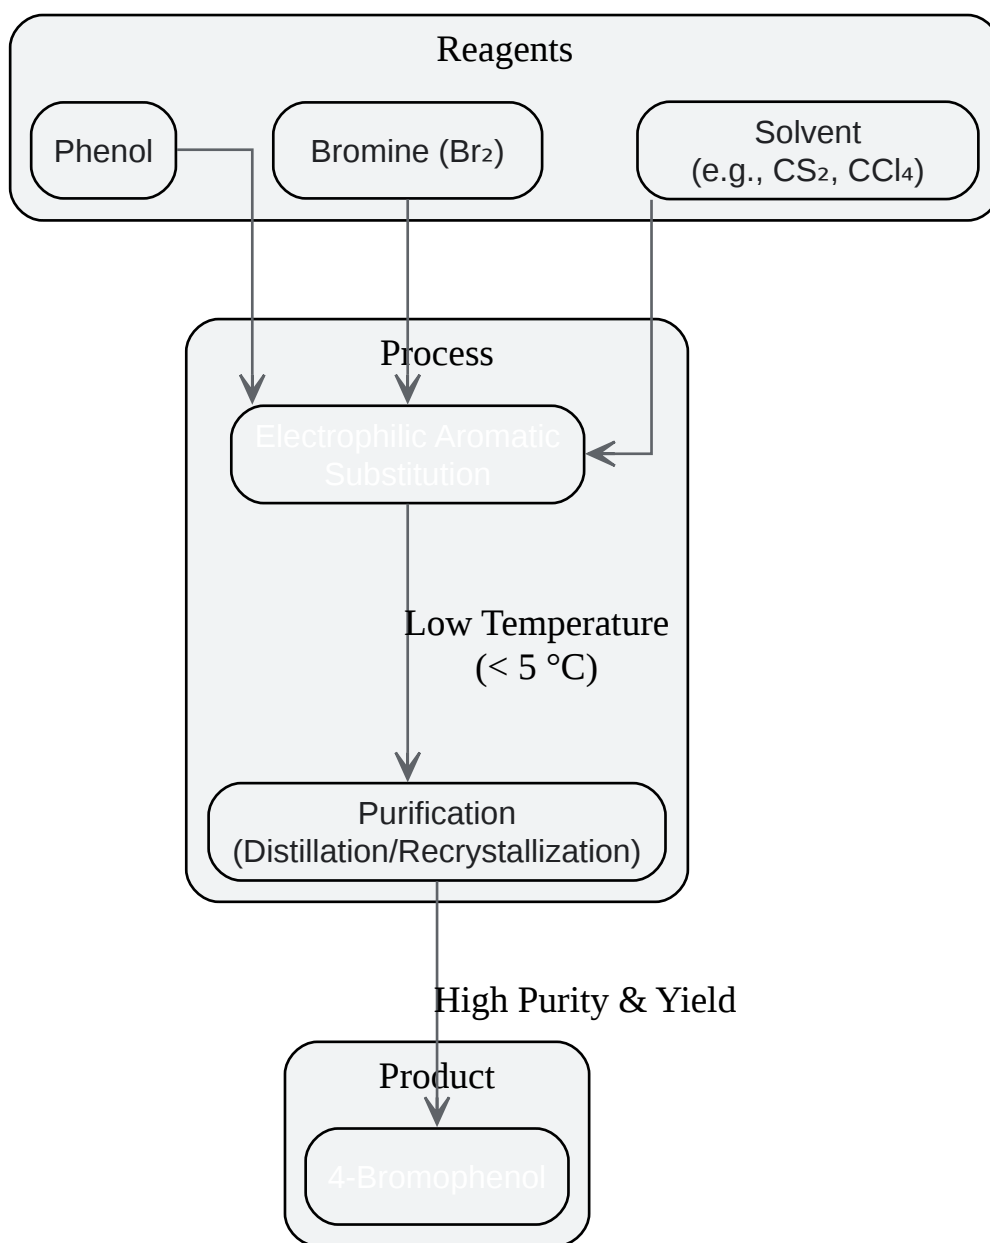 Reagents
Phenol
Bromine (Br₂)
Solvent
(e.g., CS₂, CCl₄)
Process
Electrophilic Aromatic
Substitution
Low Temperature
(< 5 °C)
Purification
(Distillation/Recrystallization)
High Purity & Yield
Product
4-Bromophenol